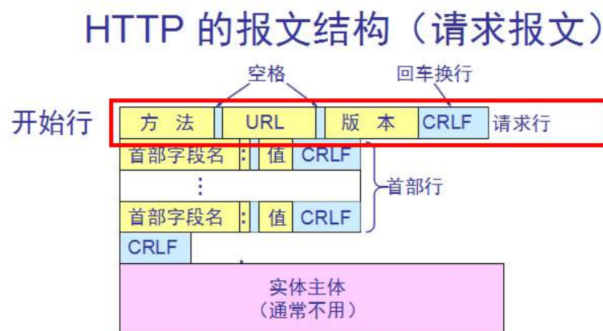 HTTP 的报文结构（请求报文）
空格 回车换行
开始行 方 法 URL 版 本 CRLF 请求行
首部字段名 : 值 CRLF
⋮ 首部行
首部字段名 : 值 CRLF
CRLF
实体主体
（通常不用）